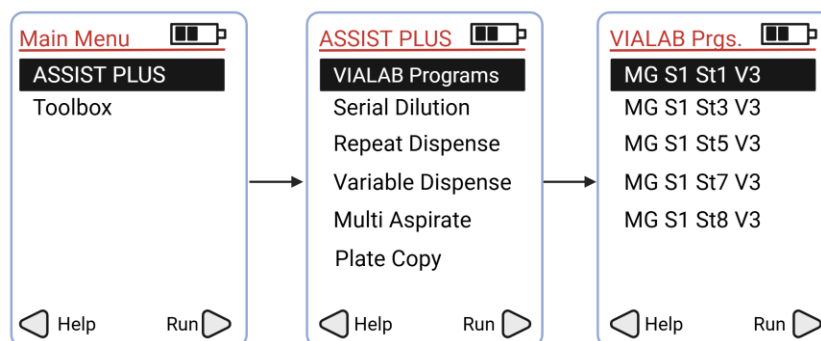 Main Menu
ASSIST PLUS
Toolbox
Help
Run
ASSIST PLUS
VIALAB Programs
Serial Dilution
Repeat Dispense
Variable Dispense
Multi Aspirate
Plate Copy
Help
Run
VIALAB Prgs.
MG S1 St1 V3
MG S1 St3 V3
MG S1 St5 V3
MG S1 St7 V3
MG S1 St8 V3
Help
Run